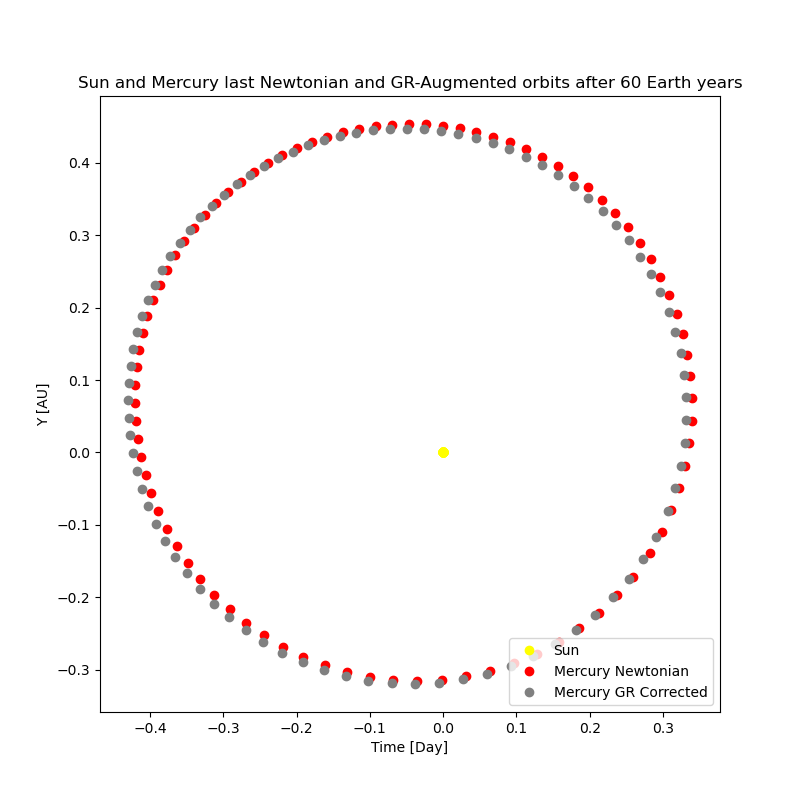 Sun and Mercury last Newtonian and GR-Augmented orbits after 60 Earth years
Y [AU]
0.4
0.3
0.2
0.1
0.0
−0.1
−0.2
−0.3
Sun
Mercury Newtonian
Mercury GR Corrected
−0.4 −0.3 −0.2 −0.1 0.0 0.1 0.2 0.3
Time [Day]